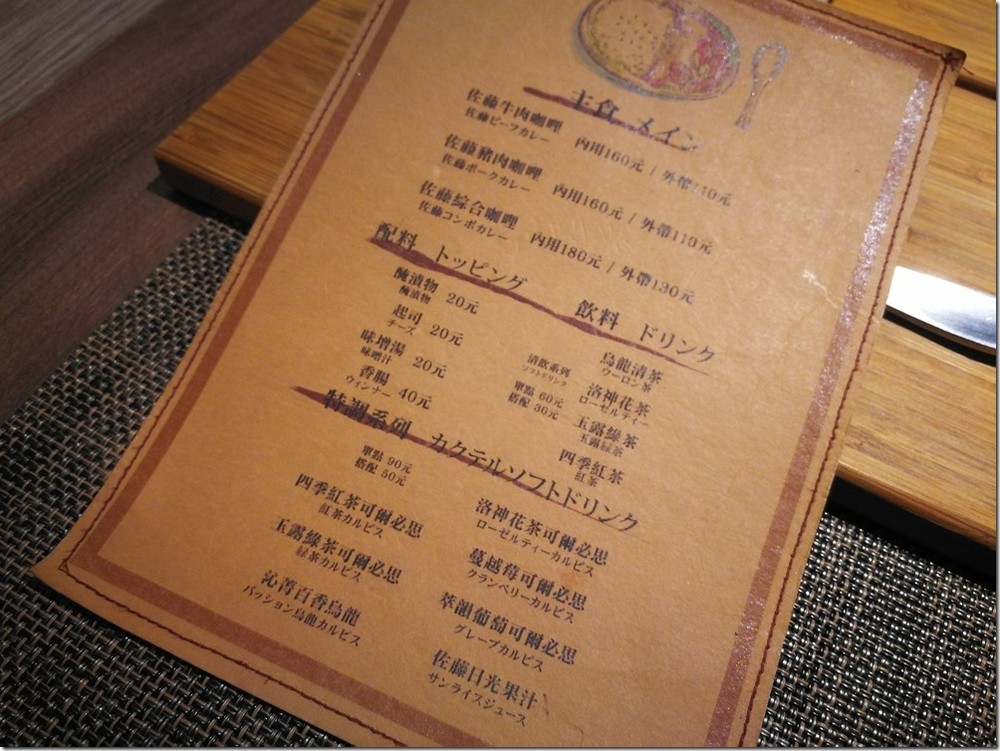 主食 メイン
佐藤牛肉咖哩 內用160元 / 外帶110元
佐藤ビーフカレー
佐藤豬肉咖哩 內用160元 / 外帶110元
佐藤ポークカレー
佐藤綜合咖哩 內用180元 / 外帶130元
佐藤コンボカレー
配料 トッピング
醃漬物 20元
醃漬物
起司 20元
チーズ
味增湯 20元
味噌汁
香腸 40元
ウィンナー
飲料 ドリンク
清飲系列
ソフトドリンク
單點 60元
搭配 30元
烏龍清茶
ウーロン茶
洛神花茶
ローゼルティー
玉露綠茶
玉露緑茶
四季紅茶
紅茶
特調系列 カクテルソフトドリンク
單點 90元
搭配 50元
四季紅茶可爾必思
紅茶カルピス
玉露綠茶可爾必思
緑茶カルピス
沁菁百香烏龍
パッション烏龍カルピス
洛神花茶可爾必思
ローゼルティーカルピス
蔓越莓可爾必思
クランベリーカルピス
萃韻葡萄可爾必思
グレープカルピス
佐藤日光果汁
サンライズジュース